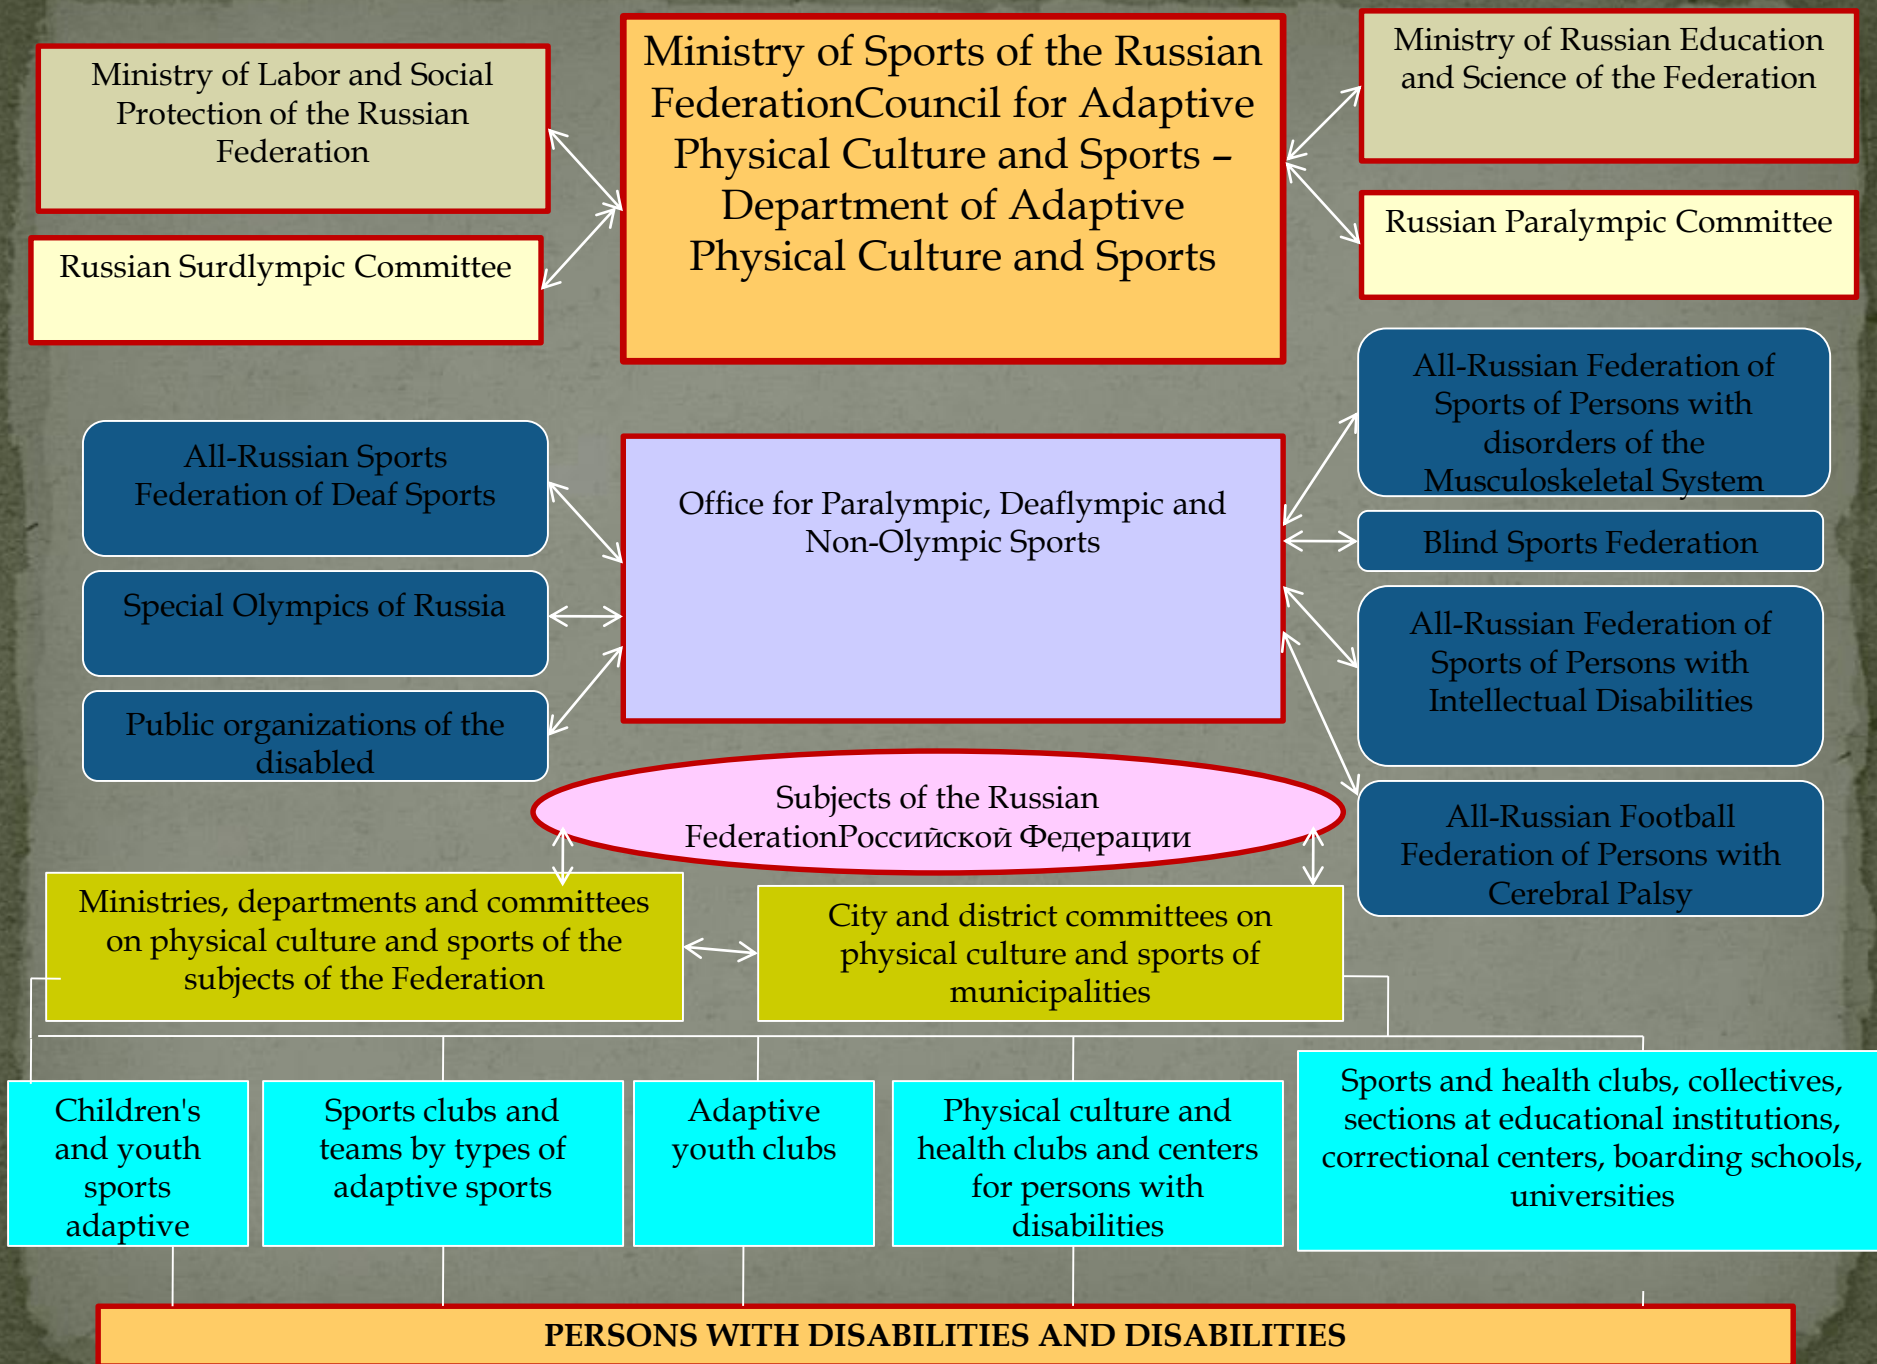 Ministry of Labor and Social
Protection of the Russian
Federation
Ministry of Sports of the Russian
FederationCouncil for Adaptive
Physical Culture and Sports –
Department of Adaptive
Physical Culture and Sports
Ministry of Russian Education
and Science of the Federation
Russian Surdlympic Committee
Russian Paralympic Committee
All-Russian Sports
Federation of Deaf Sports
Special Olympics of Russia
Public organizations of the
disabled
Office for Paralympic, Deaflympic and
Non-Olympic Sports
All-Russian Federation of
Sports of Persons with
disorders of the
Musculoskeletal System
Blind Sports Federation
All-Russian Federation of
Sports of Persons with
Intellectual Disabilities
All-Russian Football
Federation of Persons with
Cerebral Palsy
Subjects of the Russian
FederationРоссийской Федерации
Ministries, departments and committees
on physical culture and sports of the
subjects of the Federation
City and district committees on
physical culture and sports of
municipalities
Children's
and youth
sports
adaptive
Sports clubs and
teams by types of
adaptive sports
Adaptive
youth clubs
Physical culture and
health clubs and centers
for persons with
disabilities
Sports and health clubs, collectives,
sections at educational institutions,
correctional centers, boarding schools,
universities
PERSONS WITH DISABILITIES AND DISABILITIES